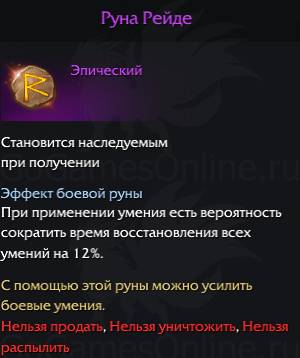 Руна Рейде
Эпический
Становится наследуемым
при получении
Эффект боевой руны
При применении умения есть вероятность
сократить время восстановления всех
умений на 12%.
С помощью этой руны можно усилить
боевые умения.
Нельзя продать, Нельзя уничтожить, Нельзя
распылить